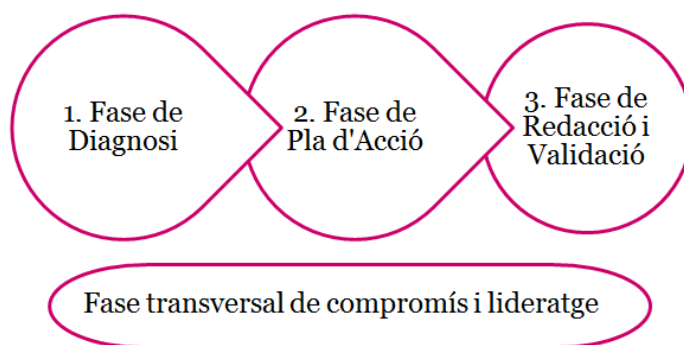 1. Fase de
Diagnosi
2. Fase de
Pla d'Acció
3. Fase de
Redacció i
Validació
Fase transversal de compromís i lideratge